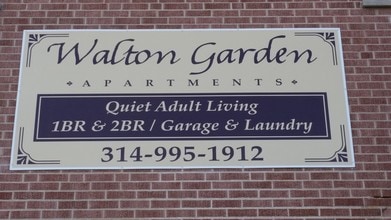 Walton Garden
APARTMENTS
Quiet Adult Living
1BR & 2BR / Garage & Laundry
314-995-1912